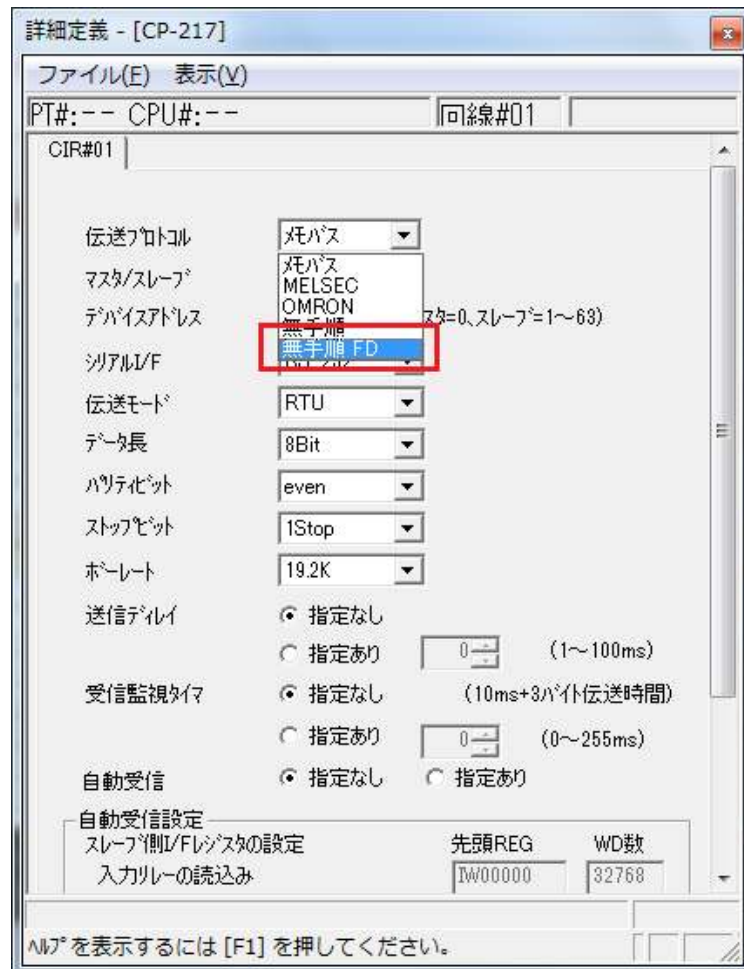 詳細定義 - [CP-217]
ファイル(F) 表示(V)
PT#:-- CPU#:-- 回線#01
CIR#01
伝送プロトコル メモバス
メモバス
マスタ/スレーブ MELSEC
OMRON
デバイスアドレス スタ=0、スレーブ=1～63)
無手順
無手順 FD
シリアルI/F
伝送モード RTU
データ長 8Bit
パリティビット even
ストップビット 1Stop
ボーレート 19.2K
送信ディレイ 指定なし
指定あり 0 (1～100ms)
受信監視タイマ 指定なし (10ms+3バイト伝送時間)
指定あり 0 (0～255ms)
自動受信 指定なし 指定あり
自動受信設定
スレーブ側I/Fレジスタの設定 先頭REG WD数
入力リレーの読込み IW00000 32768
ヘルプを表示するには [F1] を押してください。